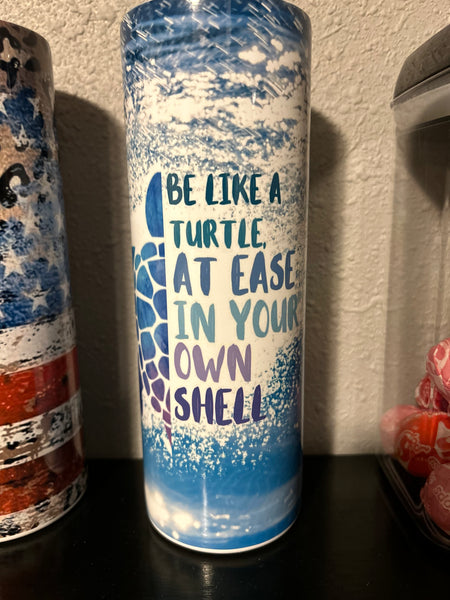 BE LIKE A
TURTLE,
AT EASE
IN YOUR
OWN
SHELL